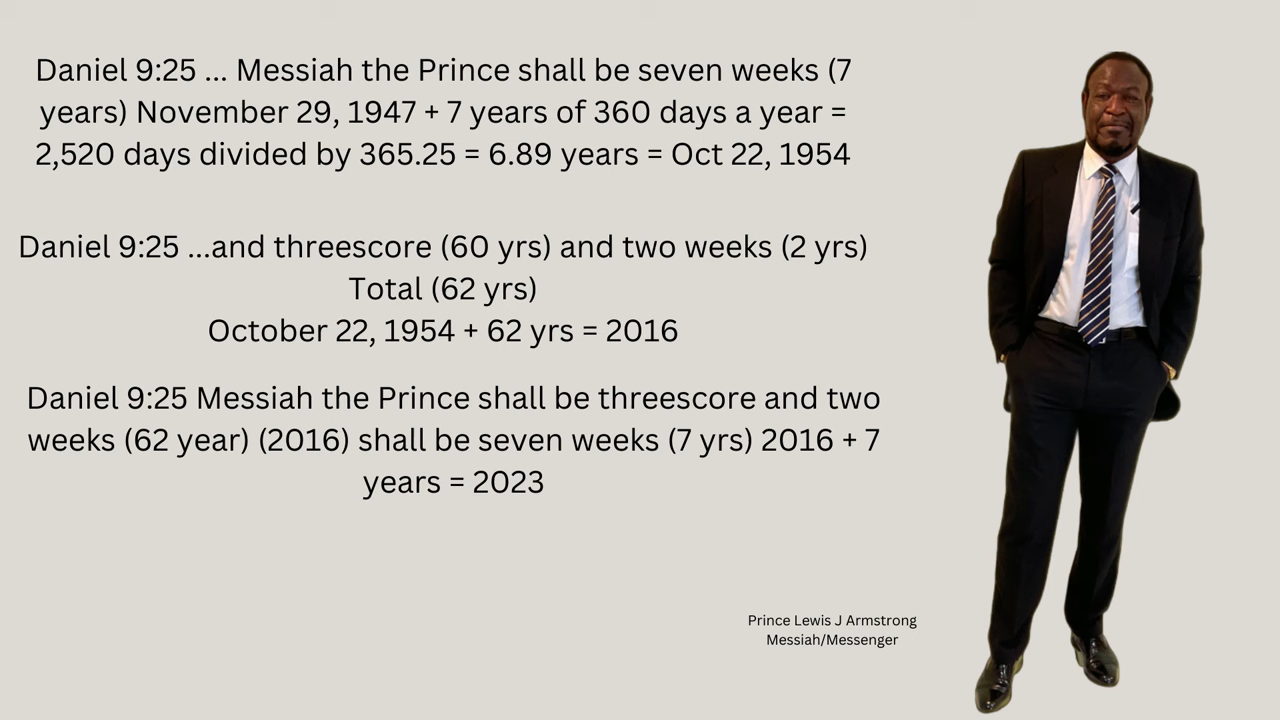 Daniel 9:25 ... Messiah the Prince shall be seven weeks (7
years) November 29, 1947 + 7 years of 360 days a year =
2,520 days divided by 365.25 = 6.89 years = Oct 22, 1954
Daniel 9:25 ...and threescore (60 yrs) and two weeks (2 yrs)
Total (62 yrs)
October 22, 1954 + 62 yrs = 2016
Daniel 9:25 Messiah the Prince shall be threescore and two
weeks (62 year) (2016) shall be seven weeks (7 yrs) 2016 + 7
years = 2023
Prince Lewis J Armstrong
Messiah/Messenger